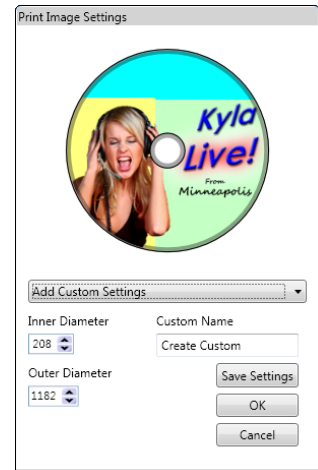 Print Image Settings
Kyla
Live!
From
Minneapolis
Add Custom Settings
Inner Diameter
Custom Name
208
Create Custom
Outer Diameter
Save Settings
1182
OK
Cancel